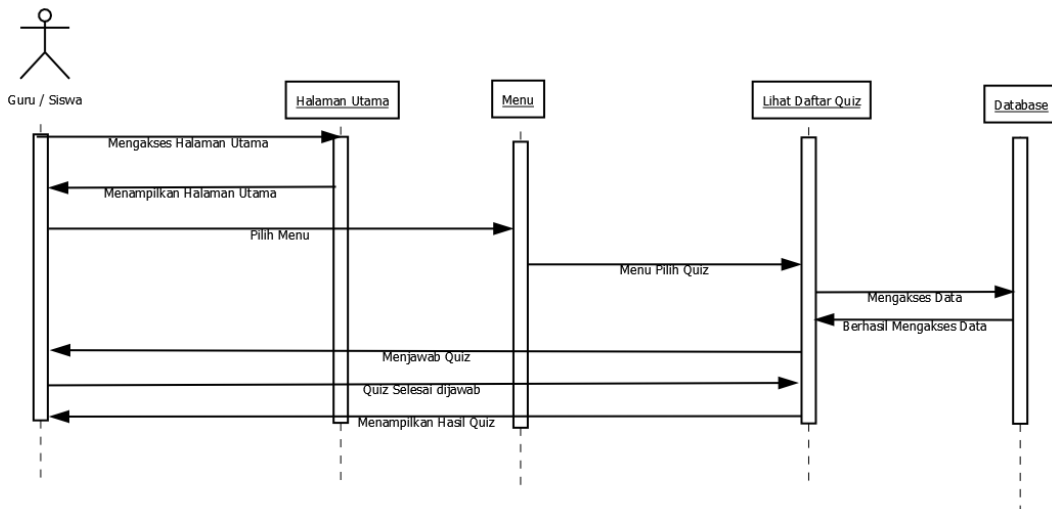 Guru / Siswa
Halaman Utama
Menu
Lihat Daftar Quiz
Database
Mengakses Halaman Utama
Menampilkan Halaman Utama
Pilih Menu
Menu Pilih Quiz
Mengakses Data
Berhasil Mengakses Data
Menjawab Quiz
Quiz Selesai dijawab
Menampilkan Hasil Quiz